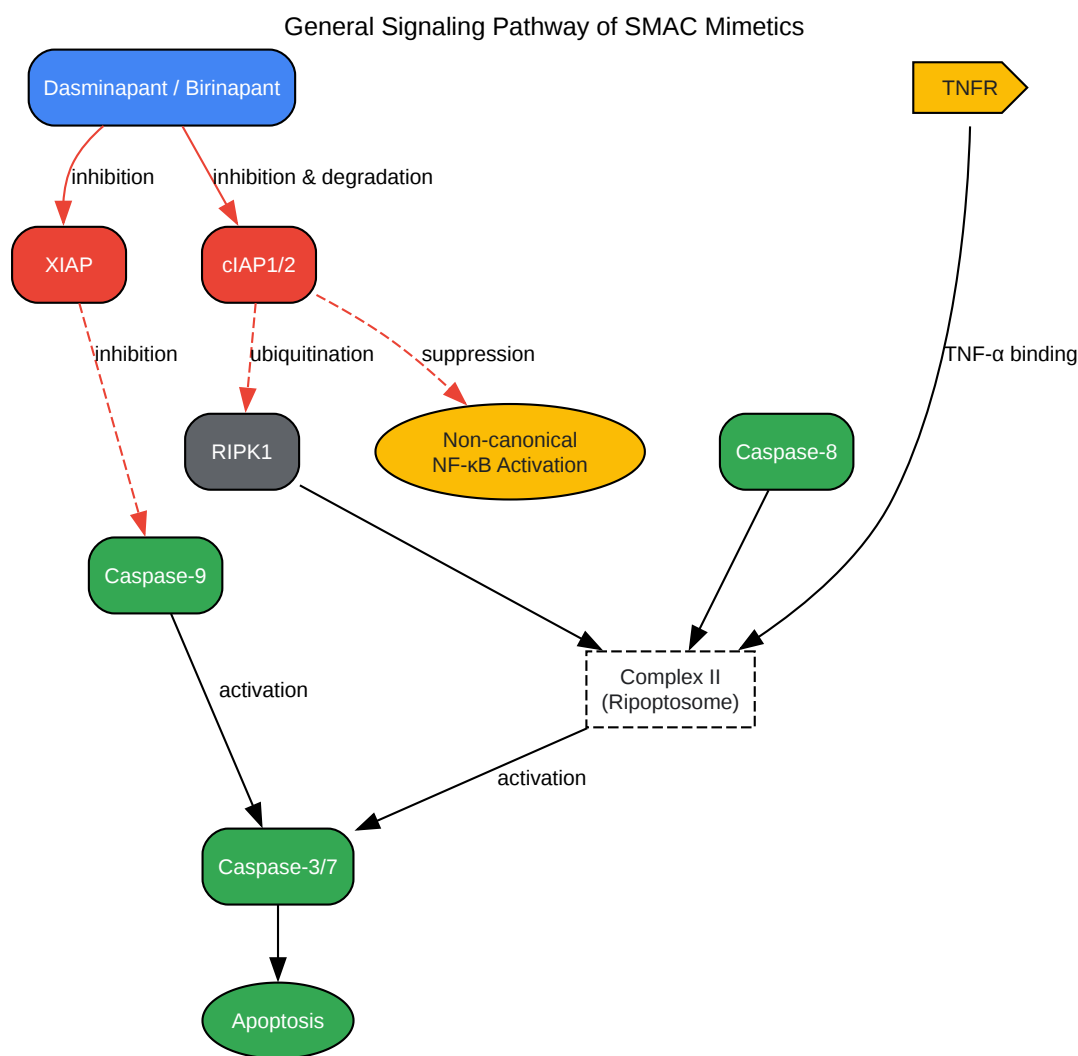 General Signaling Pathway of SMAC Mimetics
Dasminapant / Birinapant
TNFR
inhibition
inhibition & degradation
XIAP
cIAP1/2
inhibition
ubiquitination
suppression
TNF-α binding
RIPK1
Non-canonical
NF-κB Activation
Caspase-8
Caspase-9
Complex II
(Ripoptosome)
activation
activation
Caspase-3/7
Apoptosis